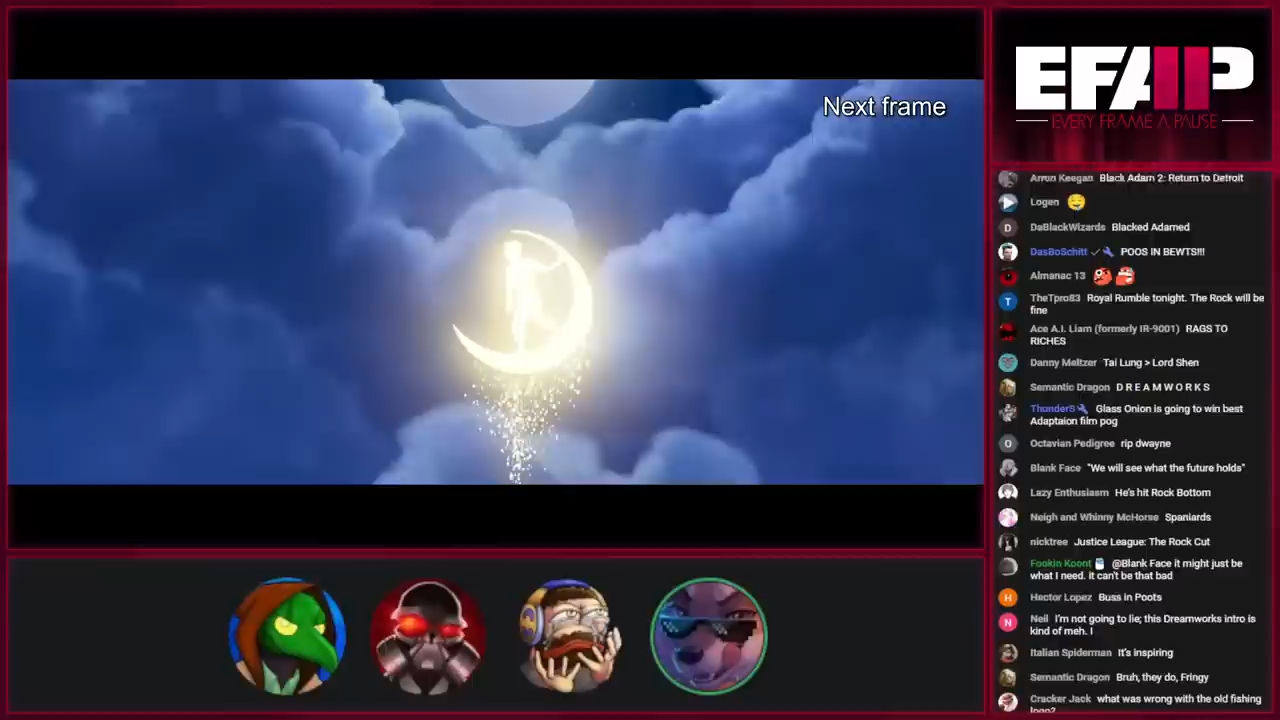 Next frame
EFAP
EVERY FRAME A PAUSE
Arron Keegan Black Adam 2: Return to Detroit
Logen
D DaBlackWizards Blacked Adamed
DasBoSchitt POOS IN BEWTS!!!
Almanac 13
T TheTpro83 Royal Rumble tonight. The Rock will be
fine
Ace A.I. Liam (formerly IR-9001) RAGS TO
RICHES
Danny Meltzer Tai Lung > Lord Shen
Semantic Dragon D R E A M W O R K S
ThunderS Glass Onion is going to win best
Adaptaion film pog
O Octavian Pedigree rip dwayne
Blank Face "We will see what the future holds"
Lazy Enthusiasm He's hit Rock Bottom
Neigh and Whinny McHorse Spaniards
nicktree Justice League: The Rock Cut
Fookin Koont @Blank Face it might just be
what I need. it can't be that bad
H Hector Lopez Buss in Poots
N Neil I'm not going to lie; this Dreamworks intro is
kind of meh. I
Italian Spiderman It's inspiring
Semantic Dragon Bruh, they do, Fringy
Cracker Jack what was wrong with the old fishing
logo?